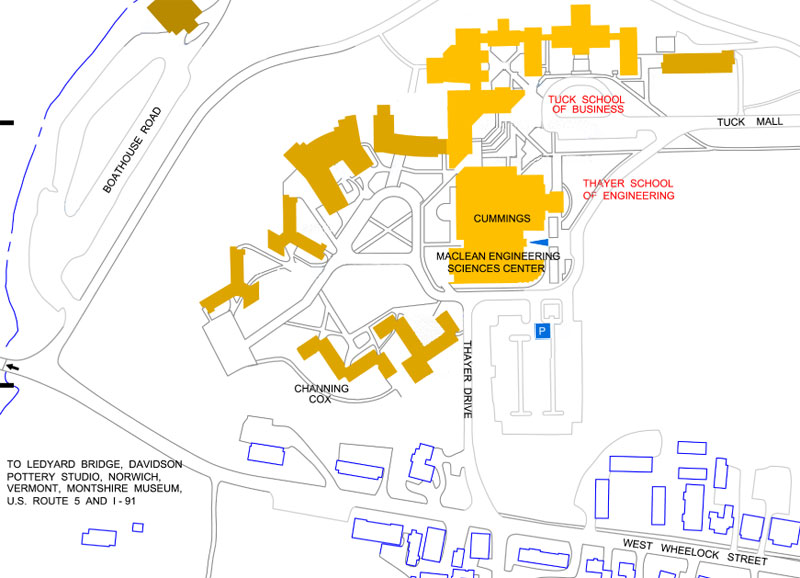 TUCK SCHOOL
OF BUSINESS
TUCK MALL
BOATHOUSE ROAD
THAYER SCHOOL
OF ENGINEERING
CUMMINGS
MACLEAN ENGINEERING
SCIENCES CENTER
P
THAYER DRIVE
CHANNING
COX
TO LEDYARD BRIDGE, DAVIDSON
POTTERY STUDIO, NORWICH,
VERMONT, MONTSHIRE MUSEUM,
U.S. ROUTE 5 AND I - 91
WEST WHEELOCK STREET